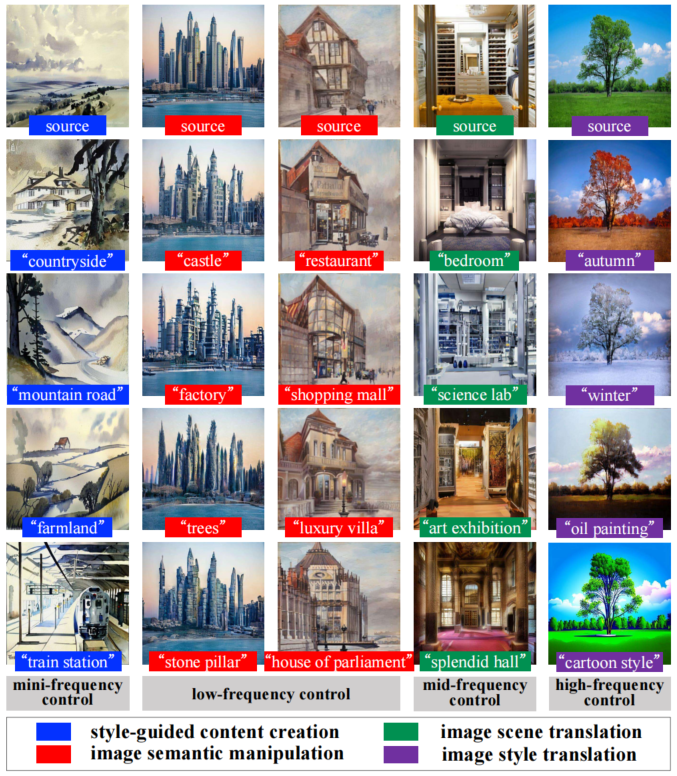 source
source
source
source
source
“countryside”
“castle”
“restaurant”
“bedroom”
“autumn”
“mountain road”
“factory”
“shopping mall”
“science lab”
“winter”
“farmland”
“trees”
“luxury villa”
“art exhibition”
“oil painting”
“train station”
“stone pillar”
“house of parliament”
“splendid hall”
“cartoon style”
mini-frequency
control
low-frequency control
mid-frequency
control
high-frequency
control
style-guided content creation
image scene translation
image semantic manipulation
image style translation